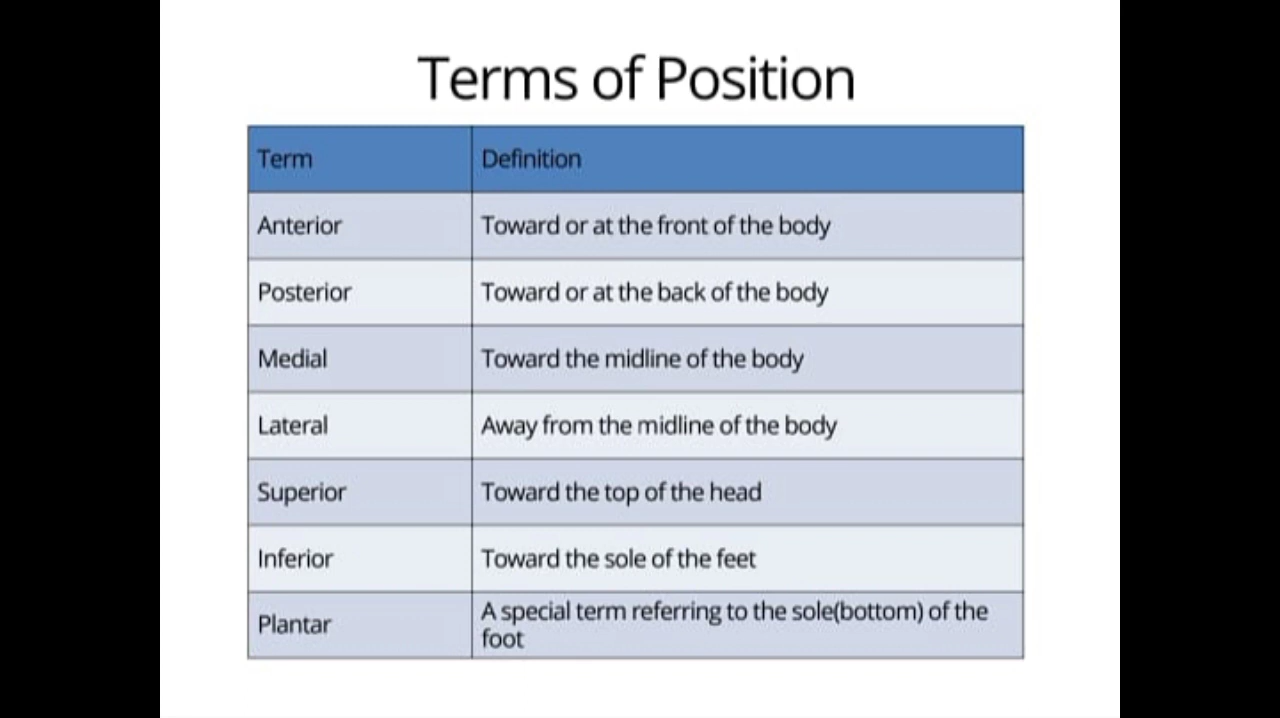 Terms of Position
Term Definition
Anterior Toward or at the front of the body
Posterior Toward or at the back of the body
Medial Toward the midline of the body
Lateral Away from the midline of the body
Superior Toward the top of the head
Inferior Toward the sole of the feet
Plantar A special term referring to the sole(bottom) of the
foot